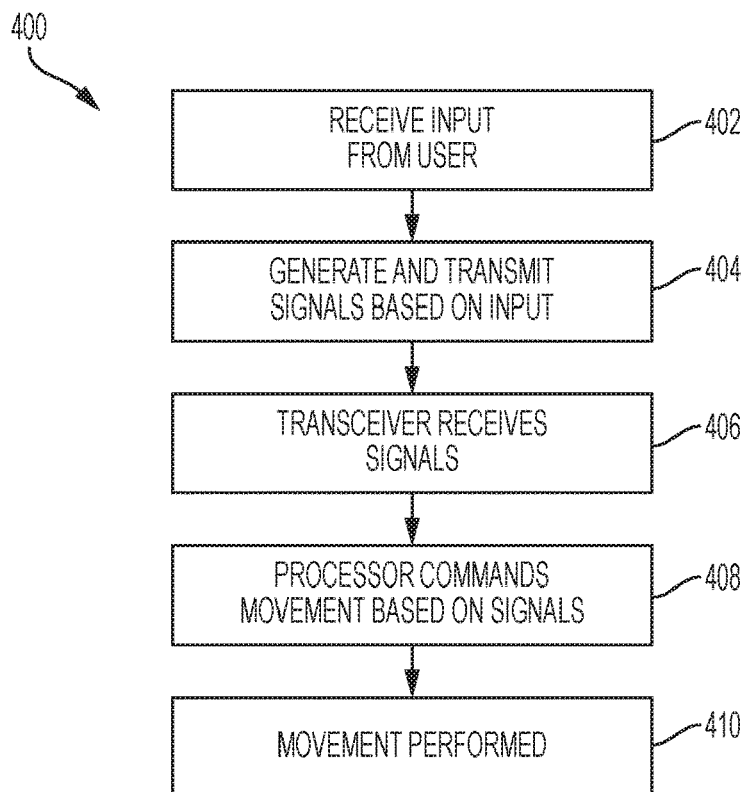 400
RECEIVE INPUT
FROM USER
402
GENERATE AND TRANSMIT
SIGNALS BASED ON INPUT
404
TRANSCEIVER RECEIVES
SIGNALS
406
PROCESSOR COMMANDS
MOVEMENT BASED ON SIGNALS
408
MOVEMENT PERFORMED
410